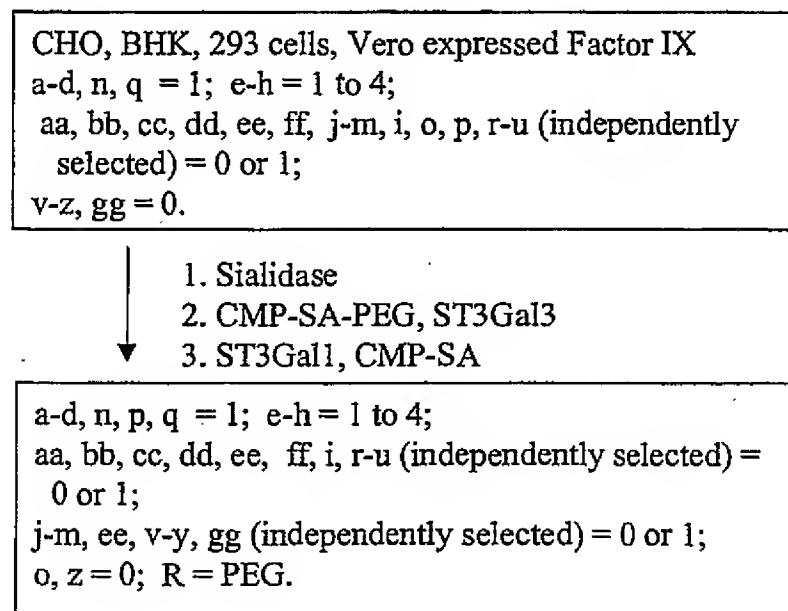 CHO, BHK, 293 cells, Vero expressed Factor IX
a-d, n, q = 1; e-h = 1 to 4;
aa, bb, cc, dd, ee, ff, j-m, i, o, p, r-u (independently
selected) = 0 or 1;
v-z, gg = 0.
1. Sialidase
2. CMP-SA-PEG, ST3Gal3
3. ST3Gal1, CMP-SA
a-d, n, p, q = 1; e-h = 1 to 4;
aa, bb, cc, dd, ee, ff, i, r-u (independently selected) =
0 or 1;
j-m, ee, v-y, gg (independently selected) = 0 or 1;
o, z = 0; R = PEG.